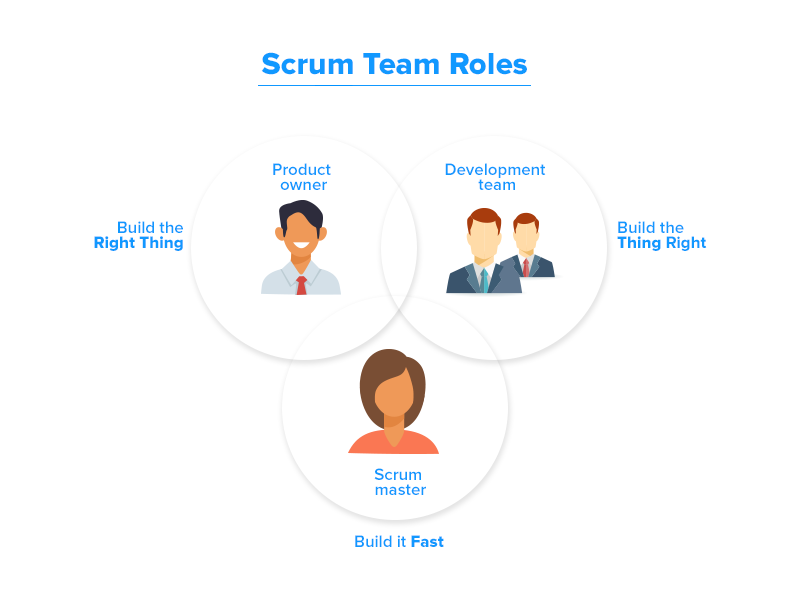 Scrum Team Roles
Product
owner
Development
team
Build the
Right Thing
Build the
Thing Right
Scrum
master
Build it Fast